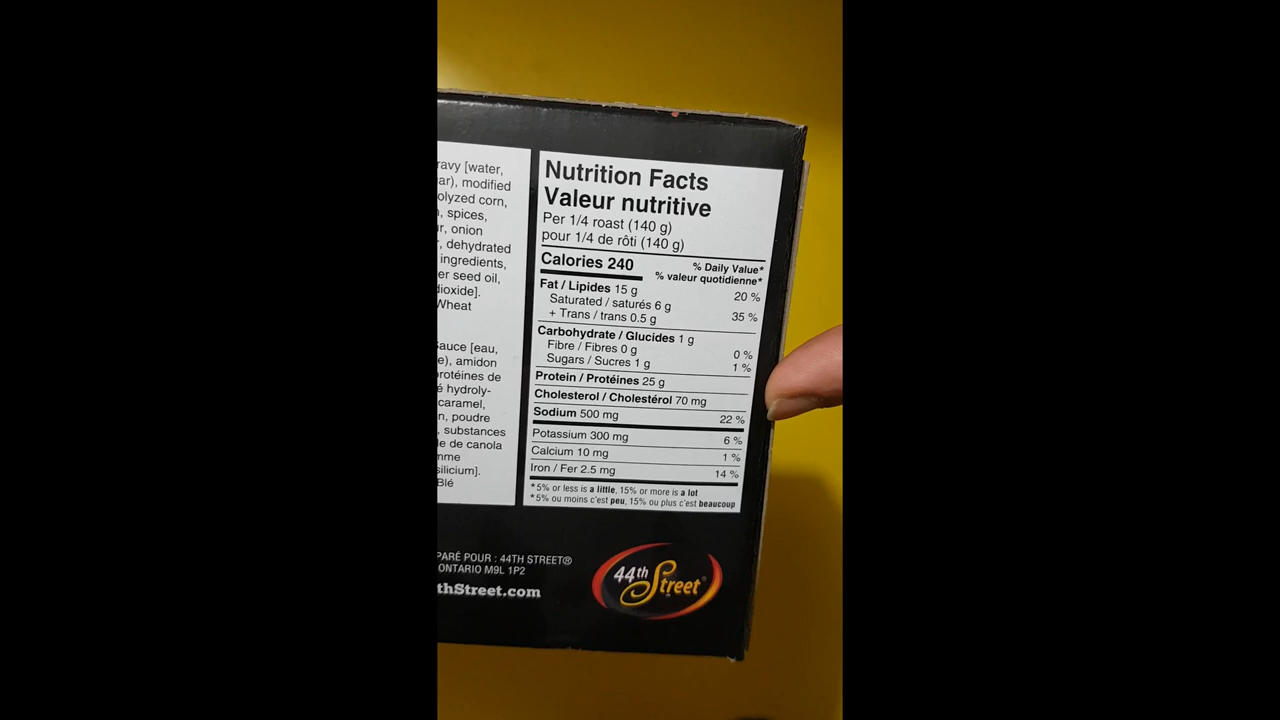 ravy [water,
ar), modified
olyzed corn,
, spices,
r, onion
, dehydrated
ingredients,
er seed oil,
dioxide].
Wheat
auce [eau,
e), amidon
rotéines de
é hydroly-
caramel,
n, poudre
, substances
le de canola
mme
silicium].
Blé
Nutrition Facts
Valeur nutritive
Per 1/4 roast (140 g)
pour 1/4 de rôti (140 g)
Calories 240
% Daily Value*
% valeur quotidienne*
Fat / Lipides 15 g 20 %
Saturated / saturés 6 g
+ Trans / trans 0.5 g 35 %
Carbohydrate / Glucides 1 g
Fibre / Fibres 0 g 0 %
Sugars / Sucres 1 g 1 %
Protein / Protéines 25 g
Cholesterol / Cholestérol 70 mg
Sodium 500 mg 22 %
Potassium 300 mg 6 %
Calcium 10 mg 1 %
Iron / Fer 2.5 mg 14 %
*5% or less is a little, 15% or more is a lot
*5% ou moins c'est peu, 15% ou plus c'est beaucoup
PARÉ POUR : 44TH STREET®
ONTARIO M9L 1P2
thStreet.com
44th Street®